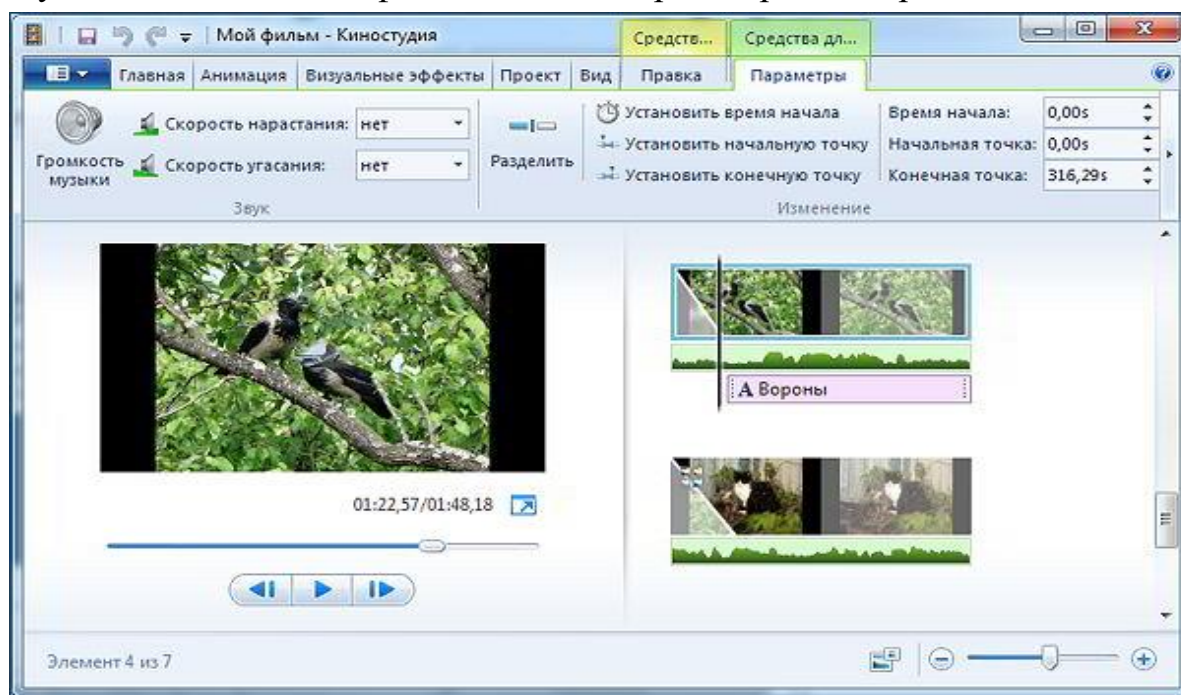 Мой фильм - Киностудия
Средств...
Средства дл...
Главная
Анимация
Визуальные эффекты
Проект
Вид
Правка
Параметры
Громкость музыки
Скорость нарастания: нет
Скорость угасания: нет
Звук
Разделить
Установить время начала
Установить начальную точку
Установить конечную точку
Время начала: 0,00s
Начальная точка: 0,00s
Конечная точка: 316,29s
Изменение
A Вороны
01:22,57/01:48,18
Элемент 4 из 7